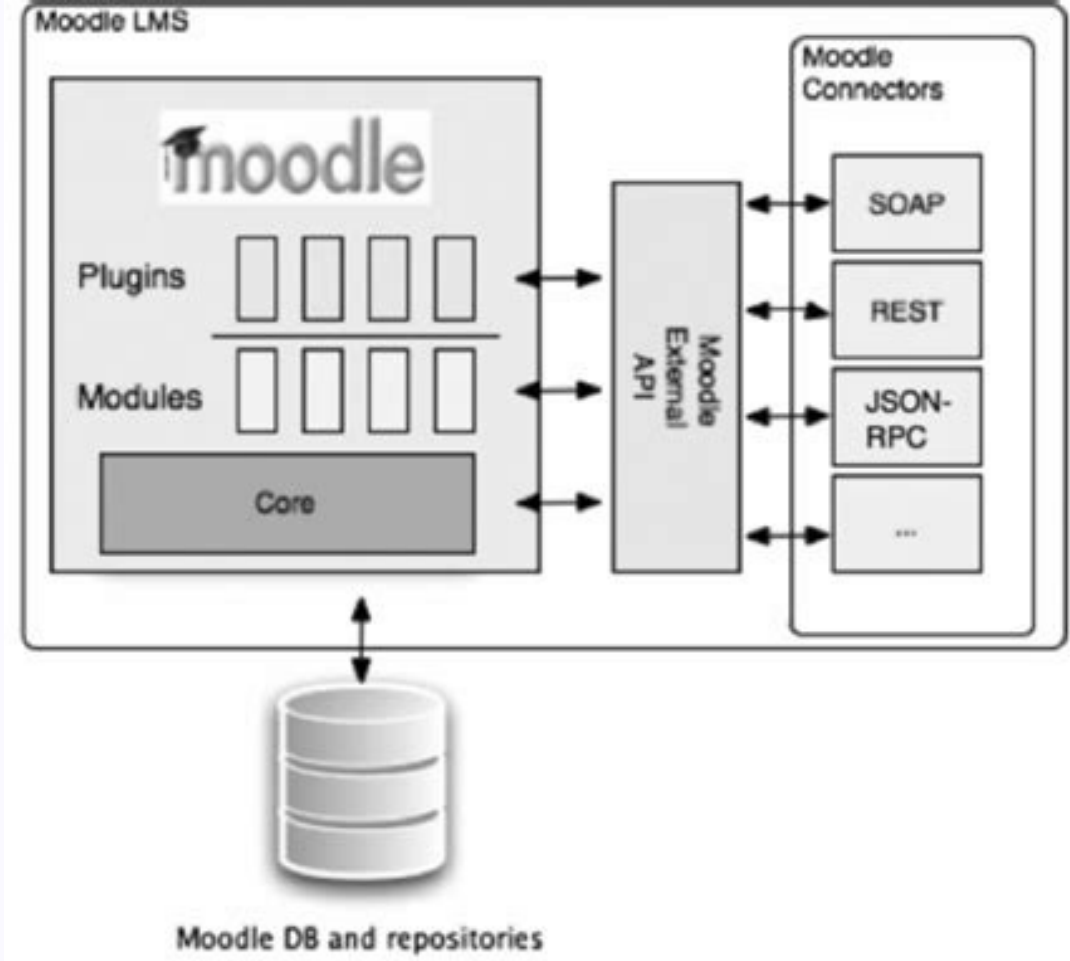 Moodle LMS
moodle
Plugins
Modules
Core
Moodle
External
API
Moodle
Connectors
SOAP
REST
JSON-
RPC
...
Moodle DB and repositories